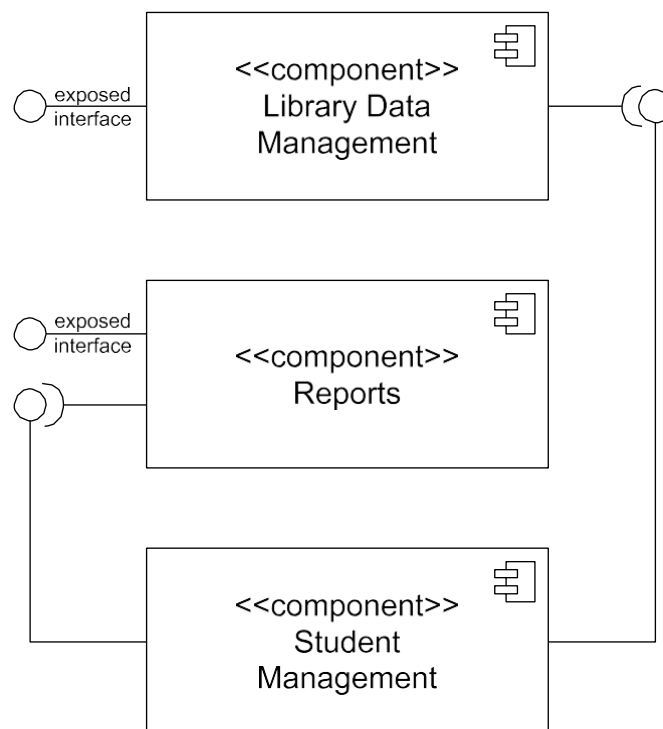 <<component>>
Library Data
Management
exposed
interface
<<component>>
Reports
exposed
interface
<<component>>
Student
Management